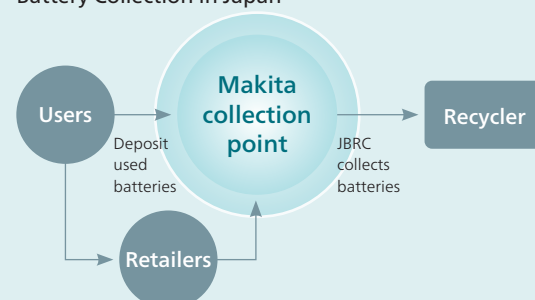 Battery Collection in Japan
Users
Deposit
used
batteries
Makita
collection
point
JBRC
collects
batteries
Recycler
Retailers